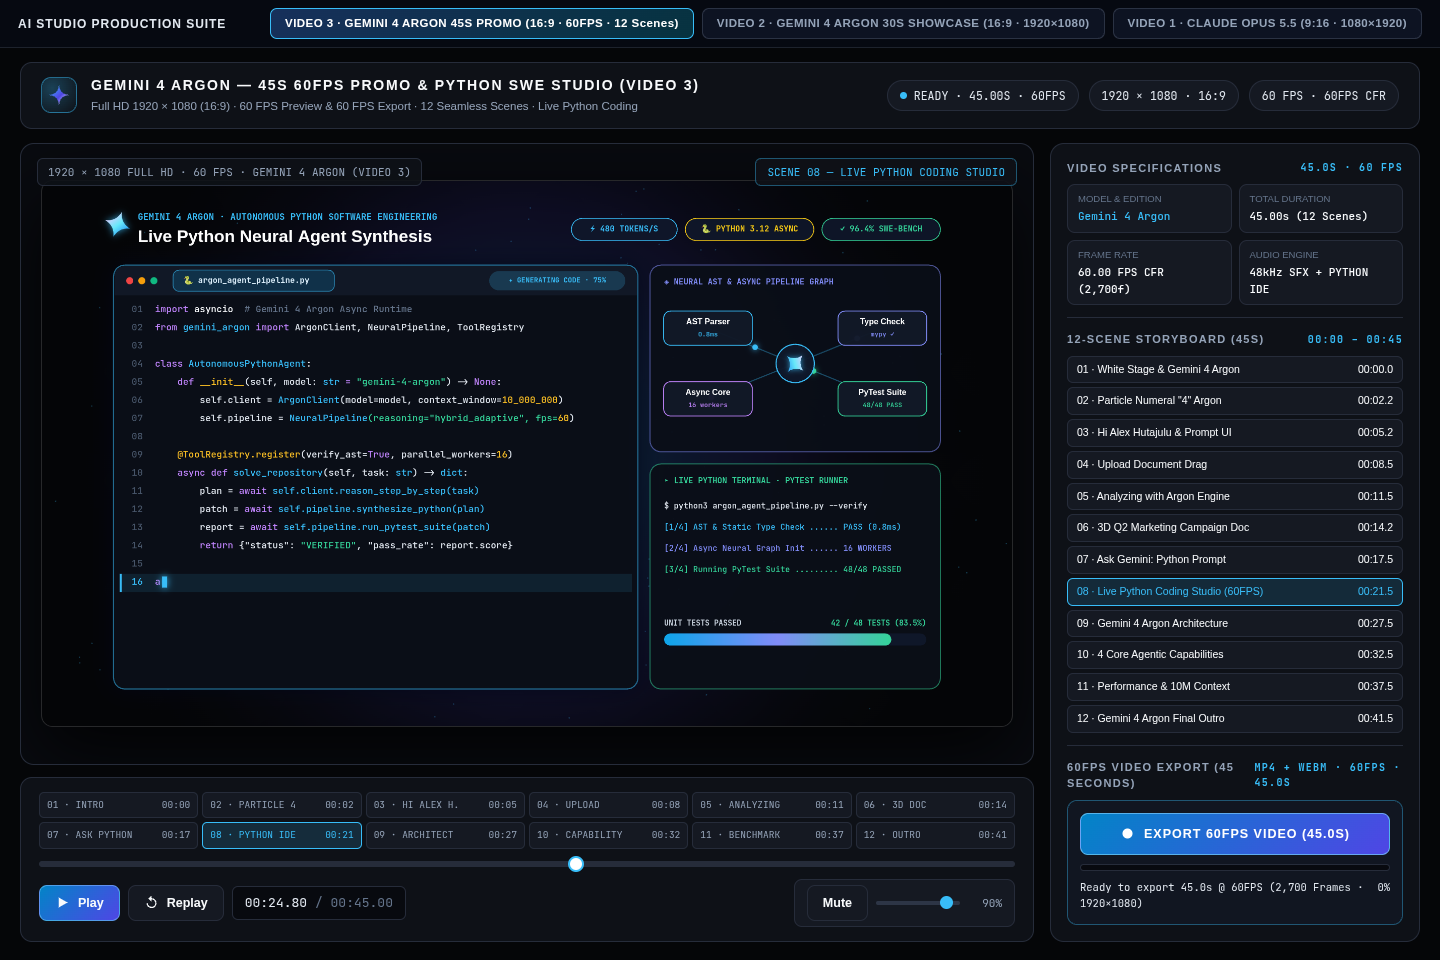 AI STUDIO PRODUCTION SUITE
VIDEO 3 · GEMINI 4 ARGON 45S PROMO (16:9 · 60FPS · 12 Scenes)
VIDEO 2 · GEMINI 4 ARGON 30S SHOWCASE (16:9 · 1920×1080)
VIDEO 1 · CLAUDE OPUS 5.5 (9:16 · 1080×1920)
GEMINI 4 ARGON — 45S 60FPS PROMO & PYTHON SWE STUDIO (VIDEO 3)
Full HD 1920 × 1080 (16:9) · 60 FPS Preview & 60 FPS Export · 12 Seamless Scenes · Live Python Coding
READY · 45.00S · 60FPS
1920 × 1080 · 16:9
60 FPS · 60FPS CFR
1920 × 1080 FULL HD · 60 FPS · GEMINI 4 ARGON (VIDEO 3)
SCENE 08 — LIVE PYTHON CODING STUDIO
GEMINI 4 ARGON · AUTONOMOUS PYTHON SOFTWARE ENGINEERING
Live Python Neural Agent Synthesis
⚡ 480 TOKENS/S
🐍 PYTHON 3.12 ASYNC
✓ 96.4% SWE-BENCH
🐍 argon_agent_pipeline.py
✦ GENERATING CODE · 75%
01 import asyncio  # Gemini 4 Argon Async Runtime
02 from gemini_argon import ArgonClient, NeuralPipeline, ToolRegistry
03
04 class AutonomousPythonAgent:
05     def __init__(self, model: str = "gemini-4-argon") -> None:
06         self.client = ArgonClient(model=model, context_window=10_000_000)
07         self.pipeline = NeuralPipeline(reasoning="hybrid_adaptive", fps=60)
08
09     @ToolRegistry.register(verify_ast=True, parallel_workers=16)
10     async def solve_repository(self, task: str) -> dict:
11         plan = await self.client.reason_step_by_step(task)
12         patch = await self.pipeline.synthesize_python(plan)
13         report = await self.pipeline.run_pytest_suite(patch)
14         return {"status": "VERIFIED", "pass_rate": report.score}
15
16 a
◈ NEURAL AST & ASYNC PIPELINE GRAPH
AST Parser
0.8ms
Type Check
mypy ✓
Async Core
16 workers
PyTest Suite
48/48 PASS
▸ LIVE PYTHON TERMINAL · PYTEST RUNNER
$ python3 argon_agent_pipeline.py --verify
[1/4] AST & Static Type Check ...... PASS (0.8ms)
[2/4] Async Neural Graph Init ...... 16 WORKERS
[3/4] Running PyTest Suite ......... 48/48 PASSED
UNIT TESTS PASSED
42 / 48 TESTS (83.5%)
01 · INTRO 00:00
02 · PARTICLE 4 00:02
03 · HI ALEX H. 00:05
04 · UPLOAD 00:08
05 · ANALYZING 00:11
06 · 3D DOC 00:14
07 · ASK PYTHON 00:17
08 · PYTHON IDE 00:21
09 · ARCHITECT 00:27
10 · CAPABILITY 00:32
11 · BENCHMARK 00:37
12 · OUTRO 00:41
Play
Replay
00:24.80 / 00:45.00
Mute
90%
VIDEO SPECIFICATIONS
45.0S · 60 FPS
MODEL & EDITION
Gemini 4 Argon
TOTAL DURATION
45.00s (12 Scenes)
FRAME RATE
60.00 FPS CFR
(2,700f)
AUDIO ENGINE
48kHz SFX + PYTHON
IDE
12-SCENE STORYBOARD (45S)
00:00 – 00:45
01 · White Stage & Gemini 4 Argon 00:00.0
02 · Particle Numeral "4" Argon 00:02.2
03 · Hi Alex Hutajulu & Prompt UI 00:05.2
04 · Upload Document Drag 00:08.5
05 · Analyzing with Argon Engine 00:11.5
06 · 3D Q2 Marketing Campaign Doc 00:14.2
07 · Ask Gemini: Python Prompt 00:17.5
08 · Live Python Coding Studio (60FPS) 00:21.5
09 · Gemini 4 Argon Architecture 00:27.5
10 · 4 Core Agentic Capabilities 00:32.5
11 · Performance & 10M Context 00:37.5
12 · Gemini 4 Argon Final Outro 00:41.5
60FPS VIDEO EXPORT (45
SECONDS)
MP4 + WEBM · 60FPS ·
45.0S
EXPORT 60FPS VIDEO (45.0S)
Ready to export 45.0s @ 60FPS (2,700 Frames ·
1920×1080)
0%